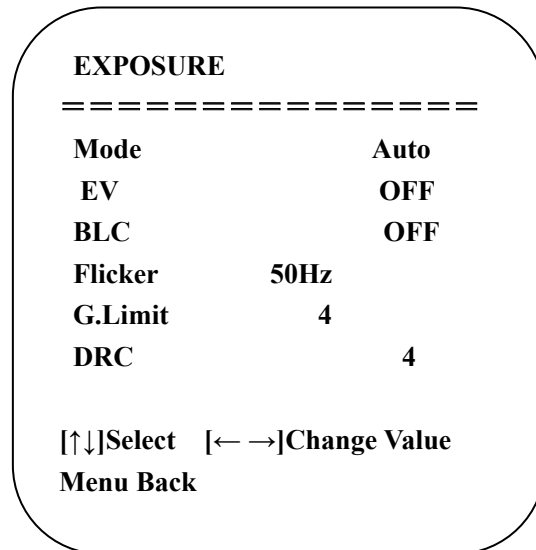 EXPOSURE
================
Mode Auto
EV OFF
BLC OFF
Flicker 50Hz
G.Limit 4
DRC 4
[↑↓]Select [← →]Change Value
Menu Back